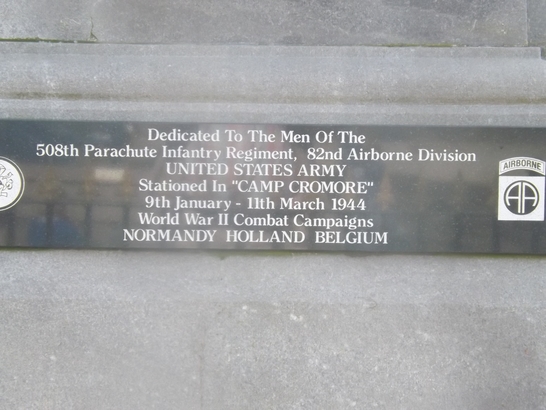 Dedicated To The Men Of The
508th Parachute Infantry Regiment, 82nd Airborne Division
UNITED STATES ARMY
Stationed In "CAMP CROMORE"
9th January - 11th March 1944
World War II Combat Campaigns
NORMANDY HOLLAND BELGIUM
AIRBORNE
AA